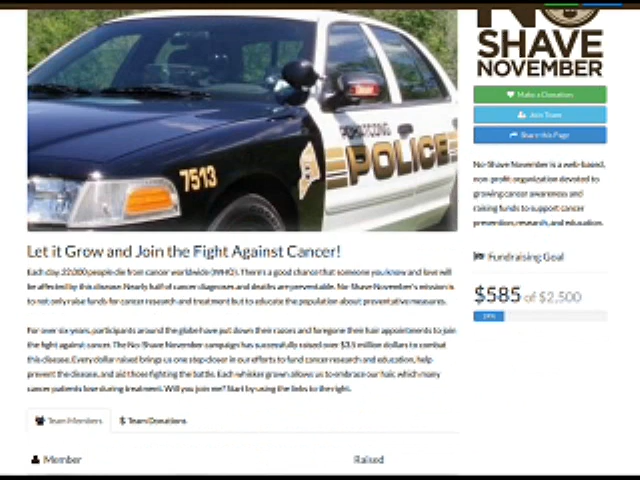 NO
SHAVE
NOVEMBER
Make a Donation
Join Team
Share this Page
POLICE
7513
No-Shave November is a web-based,
non-profit organization devoted to
growing cancer awareness and
raising funds to support cancer
prevention, research, and education.
Fundraising Goal
$585 of $2,500
Let it Grow and Join the Fight Against Cancer!
Each day, 22,000 people die from cancer worldwide (WHO). There's a good chance that someone you know and love will
be affected by this disease. Nearly half of cancer diagnoses and deaths are preventable. No-Shave November's mission is
to not only raise funds for cancer research and treatment but to educate the population about preventative measures.
For over six years, participants around the globe have put down their razors and foregone their hair appointments to join
the fight against cancer. The No-Shave November campaign has successfully raised over $3.5 million dollars to combat
this disease. Every dollar raised brings us one step closer in our efforts to fund cancer research and education, help
prevent the disease, and aid those fighting the battle. Each whisker grown allows us to embrace our hair, which many
cancer patients lose during treatment. Will you join me? Start by using the links to the right.
Team Members
$ Team Donations
Member
Raised